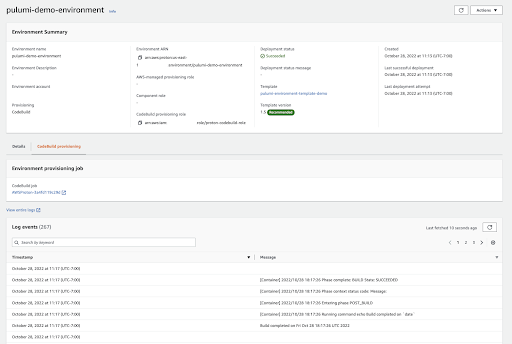 pulumi-demo-environment Info
Actions
Environment Summary
Environment name
pulumi-demo-environment
Environment Description
-
Environment account
Provisioning
CodeBuild
Environment ARN
arn:aws:proton:us-east-
1 environment/pulumi-demo-environment
AWS-managed provisioning role
-
Component role
-
CodeBuild provisioning role
arn:aws:iam: role/proton-codebuild-role
Deployment status
Succeeded
Deployment status message
-
Template
pulumi-environment-template-demo
Template version
1.5 Recommended
Created
October 28, 2022 at 11:13 (UTC-7:00)
Last successful deployment
October 28, 2022 at 11:13 (UTC-7:00)
Last deployment attempt
October 28, 2022 at 11:13 (UTC-7:00)
Details
CodeBuild provisioning
Environment provisioning job
CodeBuild job
View entire logs
Log events (267)
Last fetched 10 seconds ago
Search by keyword
1 2 3
Timestamp Message
October 28, 2022 at 11:17 (UTC-7:00)
October 28, 2022 at 11:17 (UTC-7:00) [Container] 2022/10/28 18:17:26 Phase complete: BUILD State: SUCCEEDED
October 28, 2022 at 11:17 (UTC-7:00) [Container] 2022/10/28 18:17:26 Phase context status code: Message:
October 28, 2022 at 11:17 (UTC-7:00) [Container] 2022/10/28 18:17:26 Entering phase POST_BUILD
October 28, 2022 at 11:17 (UTC-7:00) [Container] 2022/10/28 18:17:26 Running command echo Build completed on `date`
October 28, 2022 at 11:17 (UTC-7:00) Build completed on Fri Oct 28 18:17:26 UTC 2022
October 28, 2022 at 11:17 (UTC-7:00)